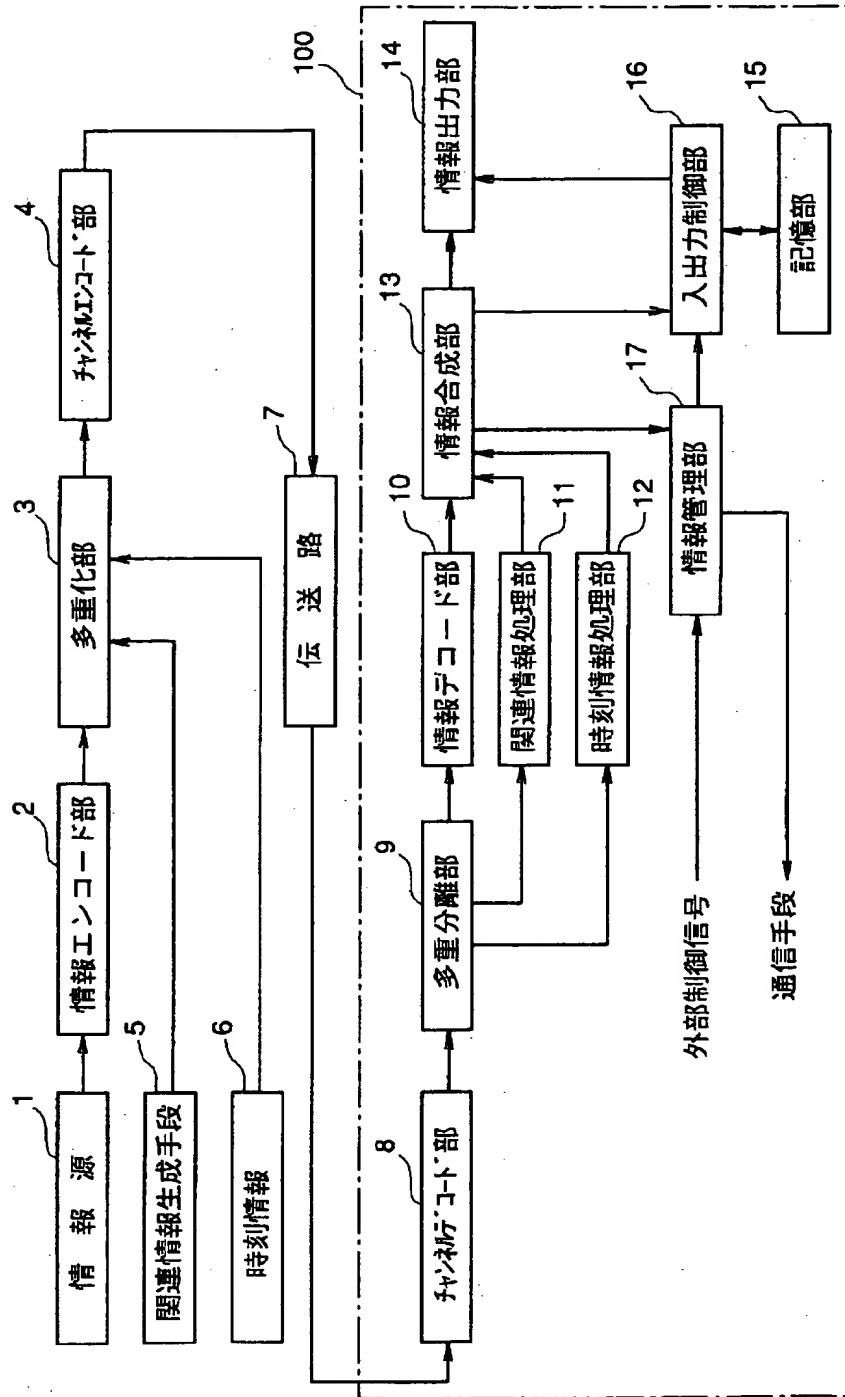 1
情報源
2
情報エンコード部
3
多重化部
4
チャンネルエンコード部
5
関連情報生成手段
6
時刻情報
7
伝送路
100
8
チャンネルデコード部
9
多重分離部
10
情報デコード部
11
関連情報処理部
12
時刻情報処理部
13
情報合成部
14
情報出力部
外部制御信号
通信手段
17
情報管理部
16
入出力制御部
15
記憶部